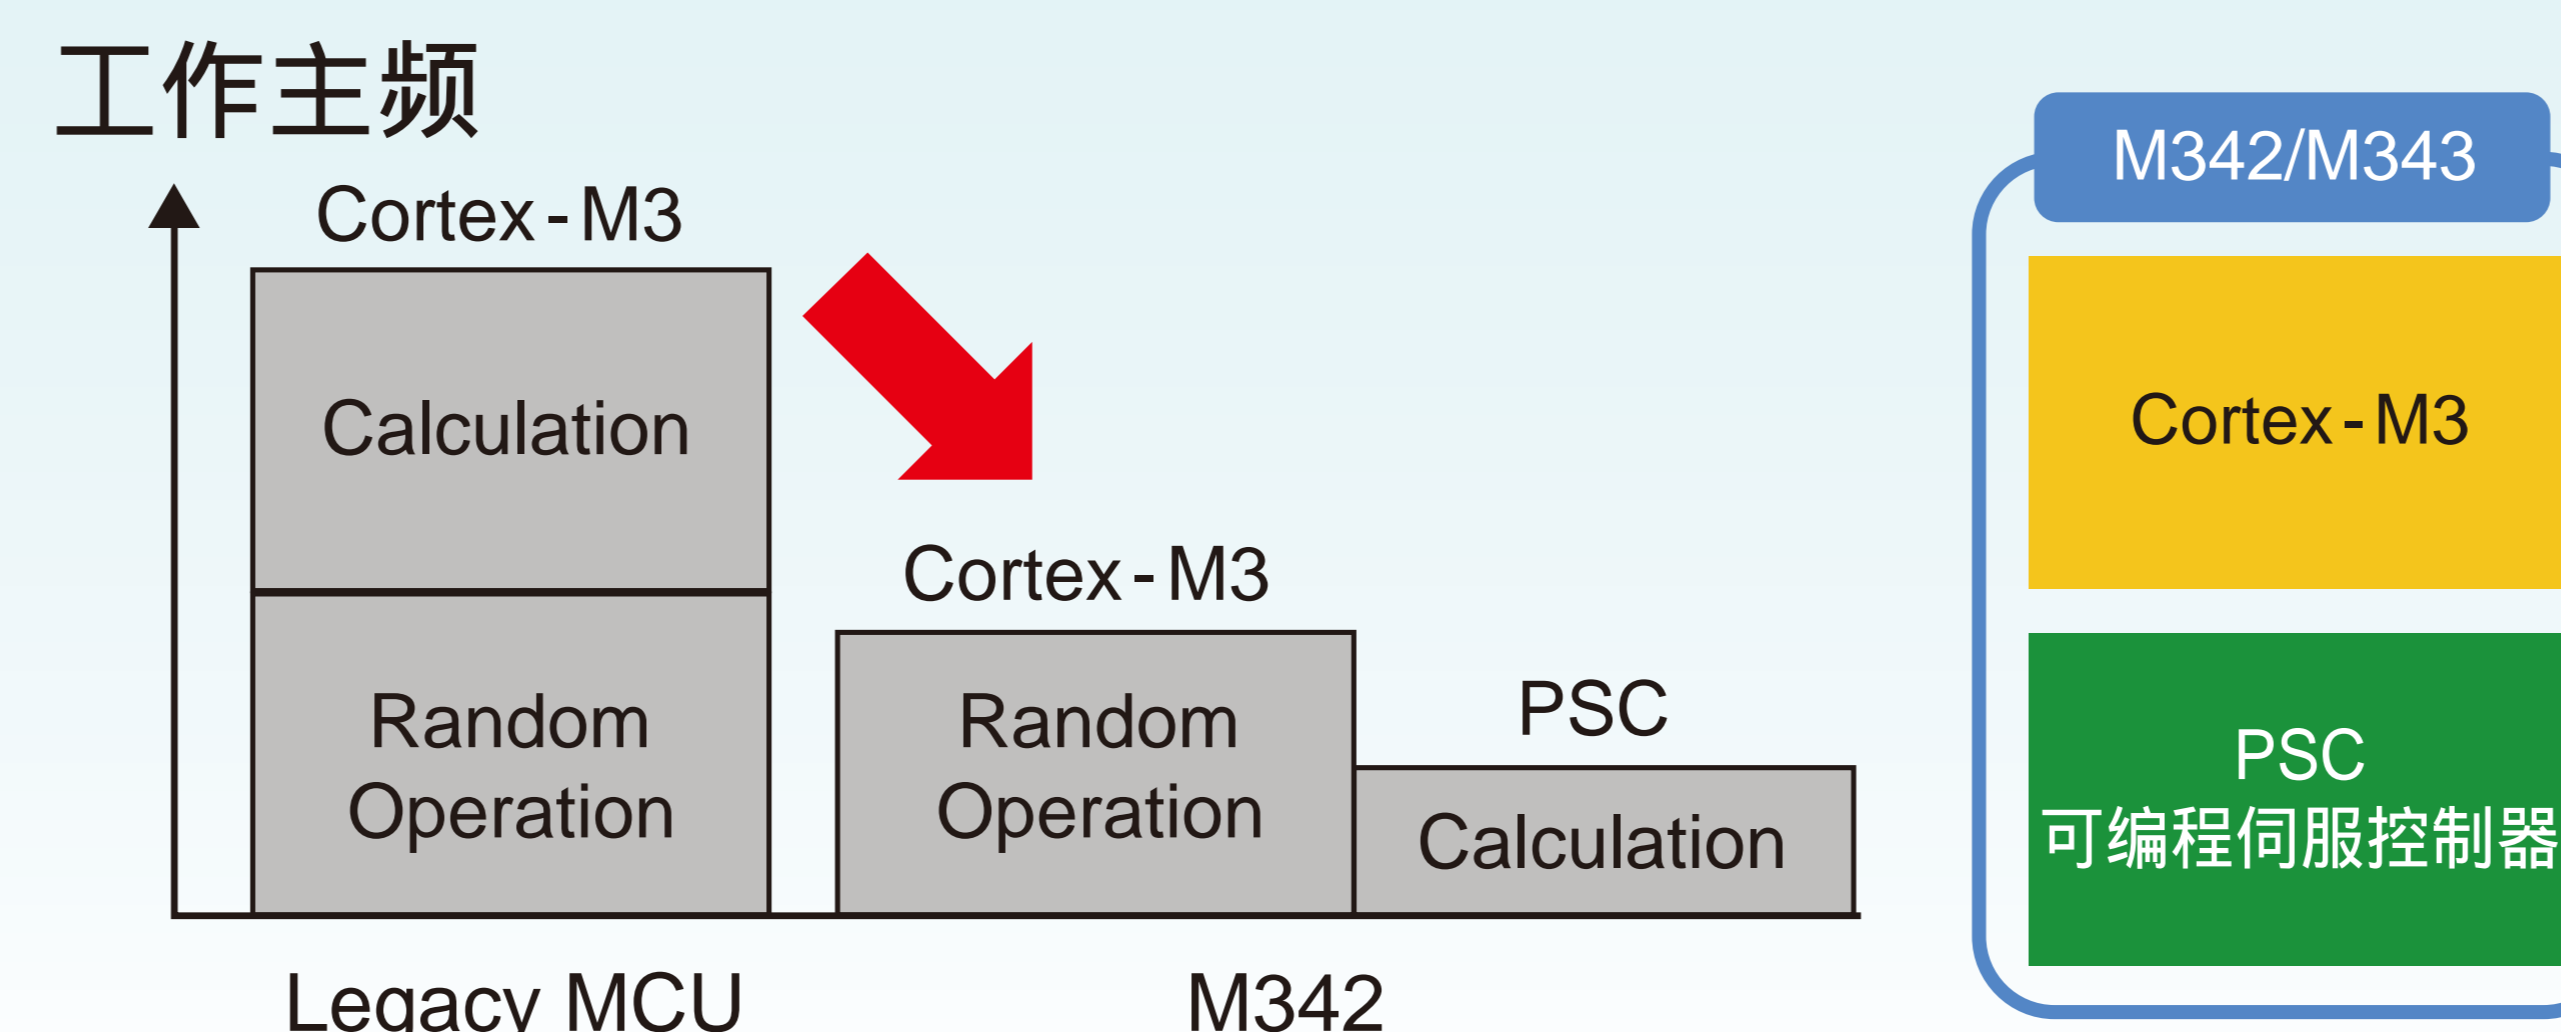 工作主频
Cortex-M3
Calculation
Random
Operation
Cortex-M3
Random
Operation
PSC
Calculation
Legacy MCU
M342
M342/M343
Cortex-M3
PSC
可编程伺服控制器